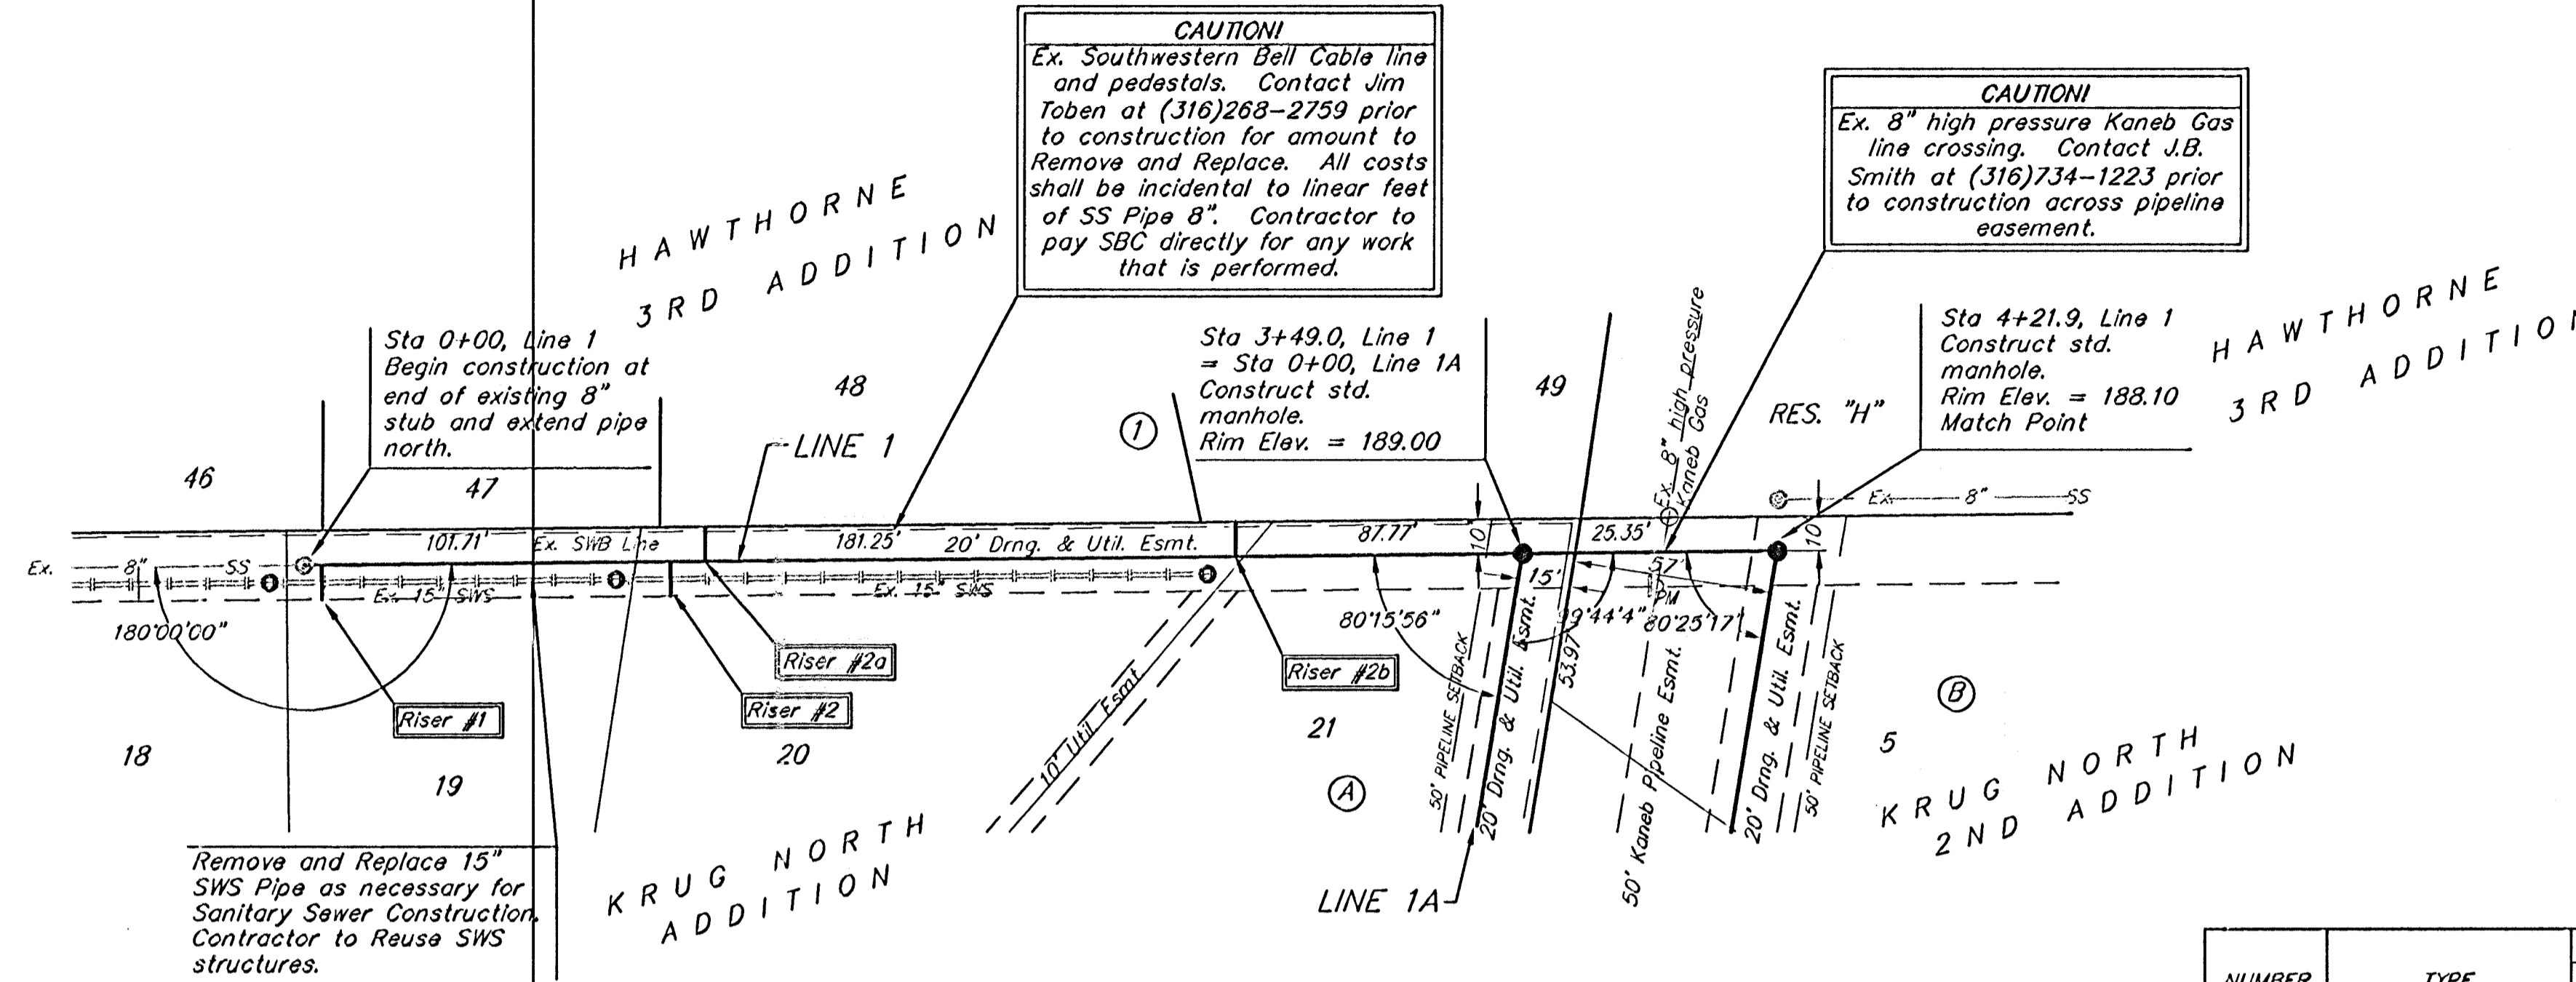 CAUTION!
Ex. Southwestern Bell Cable line
and pedestals. Contact Jim
Toben at (316)268-2759 prior
to construction for amount to
Remove and Replace. All costs
shall be incidental to linear feet
of SS Pipe 8". Contractor to
pay SBC directly for any work
that is performed.
CAUTION!
Ex. 8" high pressure Kaneb Gas
line crossing. Contact J.B.
Smith at (316)734-1223 prior
to construction across pipeline
easement.
HAWTHORNE
3RD ADDITION
HAWTHORNE
3RD ADDITION
Sta 0+00, Line 1
Begin construction at
end of existing 8"
stub and extend pipe
north.
48
LINE 1
1
Sta 3+49.0, Line 1
= Sta 0+00, Line 1A
Construct std.
manhole.
Rim Elev. = 189.00
49
Ex. 8" high pressure
Kaneb Gas
RES. "H"
Sta 4+21.9, Line 1
Construct std.
manhole.
Rim Elev. = 188.10
Match Point
46
47
Ex. 8" SS
101.71'
Ex. SWB Line
181.25'
20' Drng. & Util. Esmt.
87.77'
10'
25.35'
10'
Ex. 8" SS
Ex. 15" SWS
Ex. 15" SWS
15'
57'
PM
180°00'00"
80°15'56"
99°44'4"
80°25'17"
53.97'
Riser #1
Riser #2a
Riser #2
Riser #2b
18
19
20
21
10' Util Esmt
50' PIPELINE SETBACK
20' Drng. & Util. Esmt.
50' Kaneb Pipeline Esmt.
20' Drng. & Util. Esmt.
50' PIPELINE SETBACK
A
B
5
KRUG NORTH
ADDITION
KRUG NORTH
2ND ADDITION
LINE 1A
Remove and Replace 15"
SWS Pipe as necessary for
Sanitary Sewer Construction.
Contractor to Reuse SWS
structures.
NUMBER
TYPE